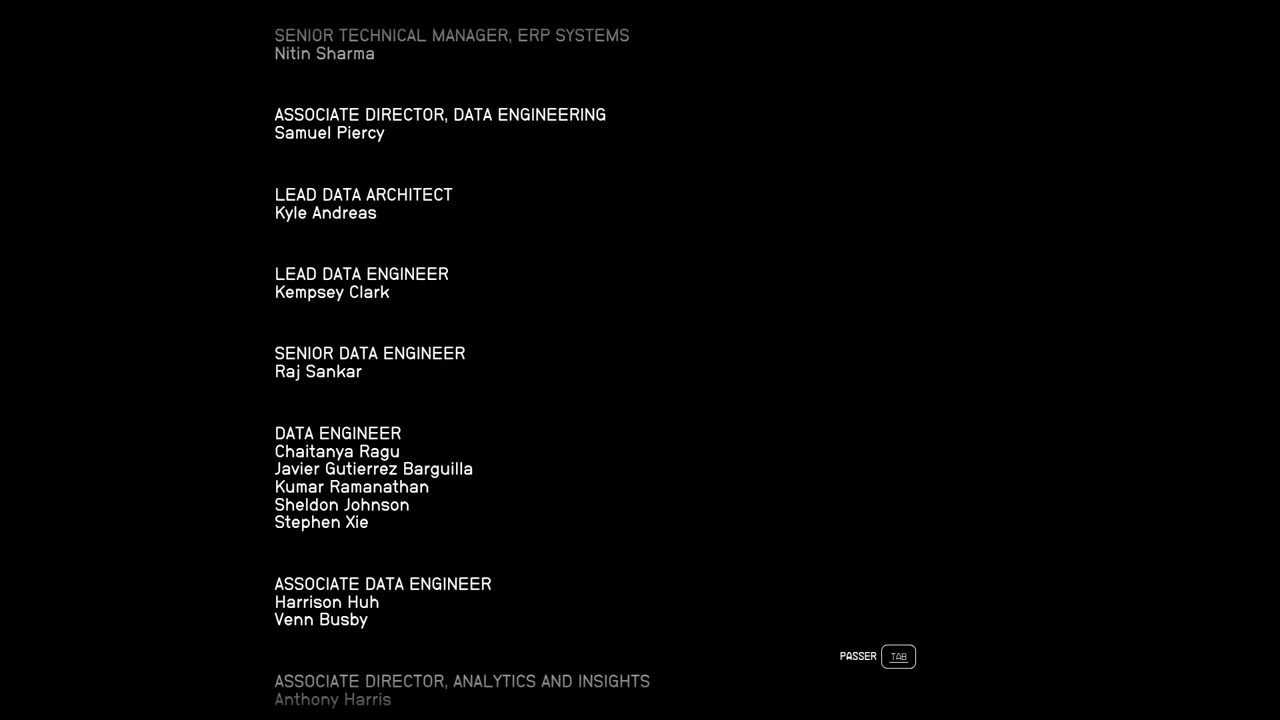 SENIOR TECHNICAL MANAGER, ERP SYSTEMS
Nitin Sharma
ASSOCIATE DIRECTOR, DATA ENGINEERING
Samuel Piercy
LEAD DATA ARCHITECT
Kyle Andreas
LEAD DATA ENGINEER
Kempsey Clark
SENIOR DATA ENGINEER
Raj Sankar
DATA ENGINEER
Chaitanya Ragu
Javier Gutierrez Barguilla
Kumar Ramanathan
Sheldon Johnson
Stephen Xie
ASSOCIATE DATA ENGINEER
Harrison Huh
Venn Busby
PASSER TAB
ASSOCIATE DIRECTOR, ANALYTICS AND INSIGHTS
Anthony Harris